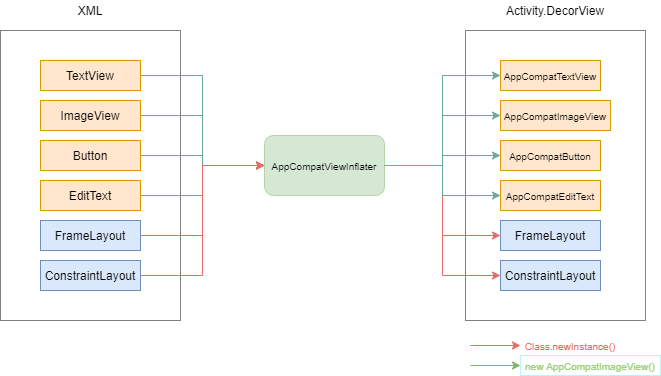 XML
Activity.DecorView
TextView
ImageView
Button
EditText
FrameLayout
ConstraintLayout
AppCompatViewInflater
AppCompatTextView
AppCompatImageView
AppCompatButton
AppCompatEditText
FrameLayout
ConstraintLayout
Class.newInstance()
new AppCompatImageView()